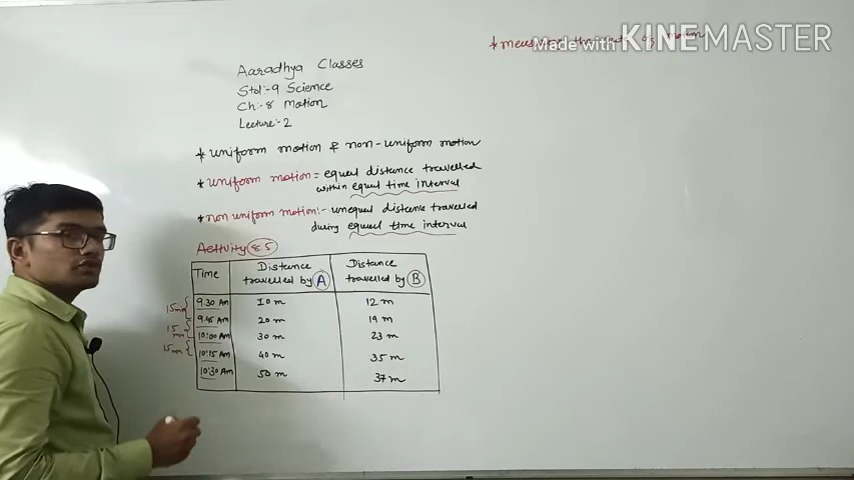 Aaradhya Classes
Std:-9 Science
Ch:-8 Motion
Lecture:-2
* uniform motion & non-uniform motion
* uniform motion = equal distance travelled
within equal time interval
* non uniform motion:- unequal distance travelled
during equal time interval
Activity 8.5
Time Distance travelled by A Distance travelled by B
9.30 Am 10 m 12 m
9.45 Am 20 m 19 m
10:00 Am 30 m 23 m
10:15 Am 40 m 35 m
10:30 Am 50 m 37 m
15 min
15 min
15 min
* the of motion
Made with KINEMASTER